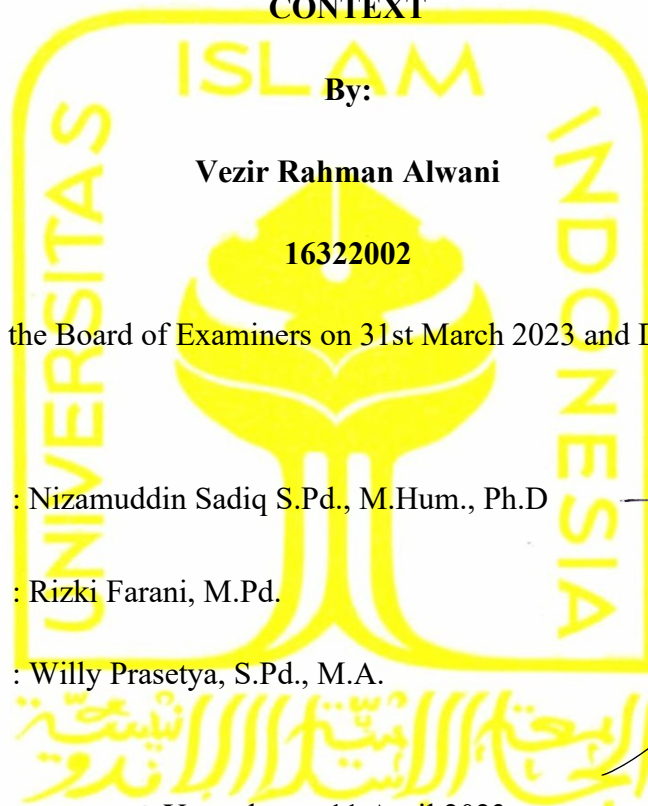 CONTEXT
ISLAM
By:
UNIVERSITAS
INDONESIA
Vezir Rahman Alwani
16322002
the Board of Examiners on 31st March 2023 and
: Nizamuddin Sadiq S.Pd., M.Hum., Ph.D
: Rizki Farani, M.Pd.
: Willy Prasetya, S.Pd., M.A.